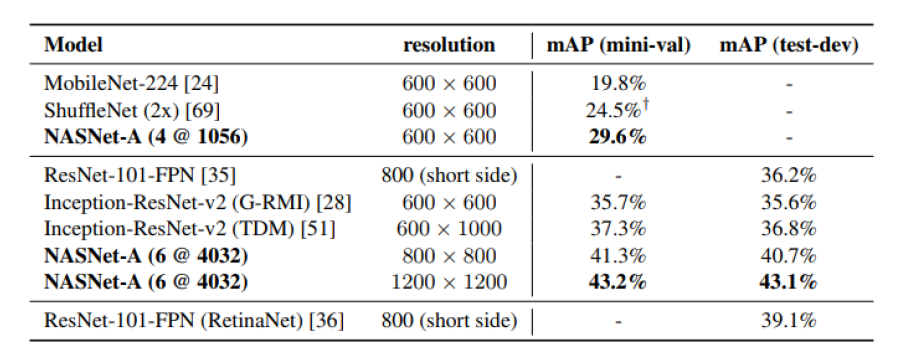 Model resolution mAP (mini-val) mAP (test-dev)
MobileNet-224 [24] 600 × 600 19.8% -
ShuffleNet (2x) [69] 600 × 600 24.5%† -
NASNet-A (4 @ 1056) 600 × 600 29.6% -
ResNet-101-FPN [35] 800 (short side) - 36.2%
Inception-ResNet-v2 (G-RMI) [28] 600 × 600 35.7% 35.6%
Inception-ResNet-v2 (TDM) [51] 600 × 1000 37.3% 36.8%
NASNet-A (6 @ 4032) 800 × 800 41.3% 40.7%
NASNet-A (6 @ 4032) 1200 × 1200 43.2% 43.1%
ResNet-101-FPN (RetinaNet) [36] 800 (short side) - 39.1%